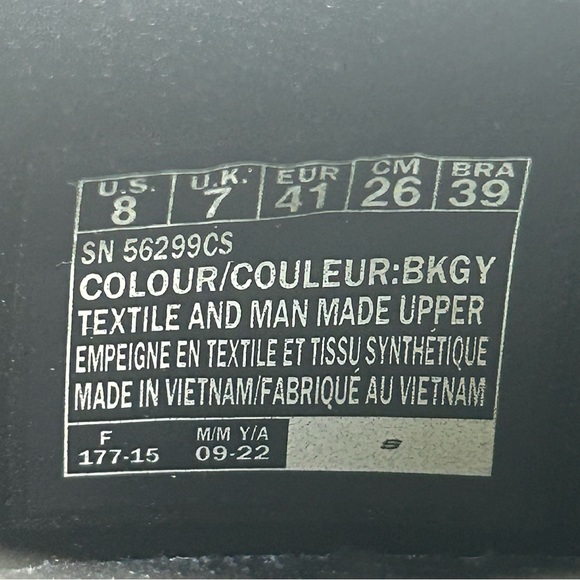 U.S. U.K. EUR CM BRA
8 7 41 26 39
SN 56299CS
COLOUR/COULEUR:BKGY
TEXTILE AND MAN MADE UPPER
EMPEIGNE EN TEXTILE ET TISSU SYNTHÉTIQUE
MADE IN VIETNAM/FABRIQUÉ AU VIETNAM
F M/M Y/A
177-15 09-22